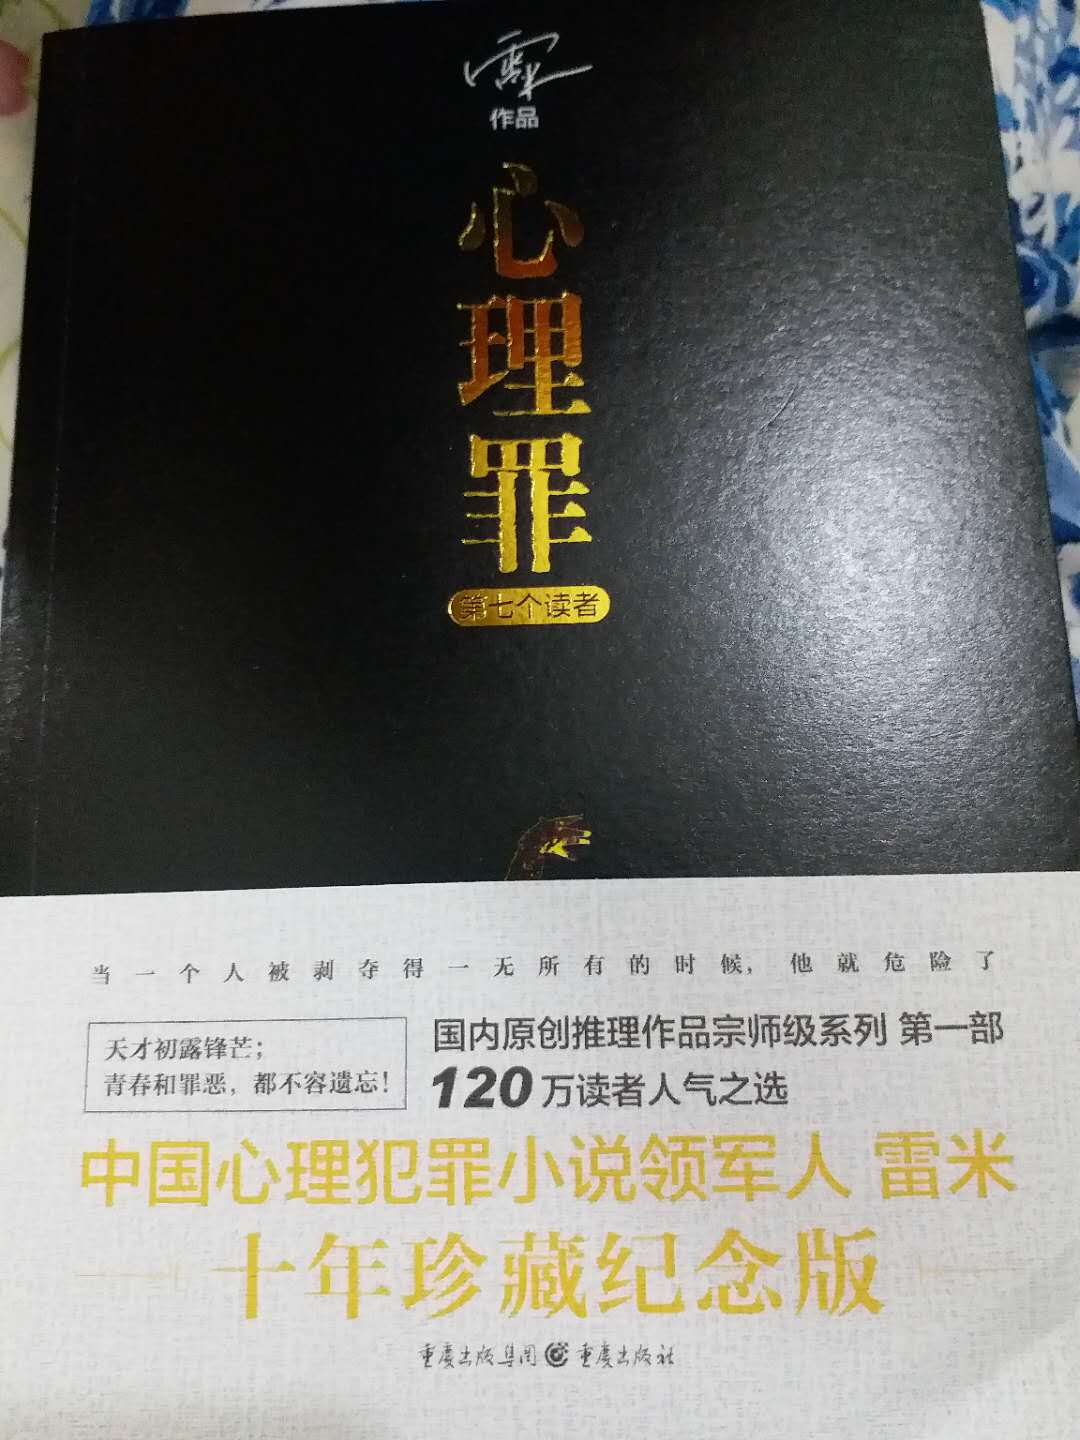 雷米
作品
心理罪
第七个读者
当一个人被剥夺得一无所有的时候，他就危险了
天才初露锋芒；
青春和罪恶，都不容遗忘！
国内原创推理作品宗师级系列 第一部
120万读者人气之选
中国心理犯罪小说领军人 雷米
十年珍藏纪念版
重庆出版集团 重庆出版社